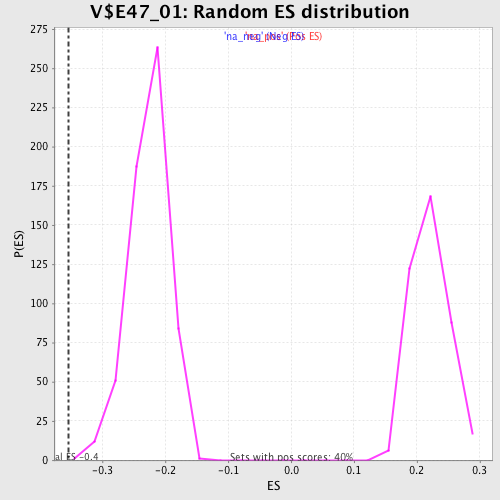 V$E47_01: Random ES distribution
275
250
225
200
175
150
125
100
75
50
25
0
P(ES)
'na_neg' (Neg ES)
(Pos ES)
al ES -0.4
Sets with pos scores: 40%
-0.3
-0.2
-0.1
0.0
0.1
0.2
0.3
ES